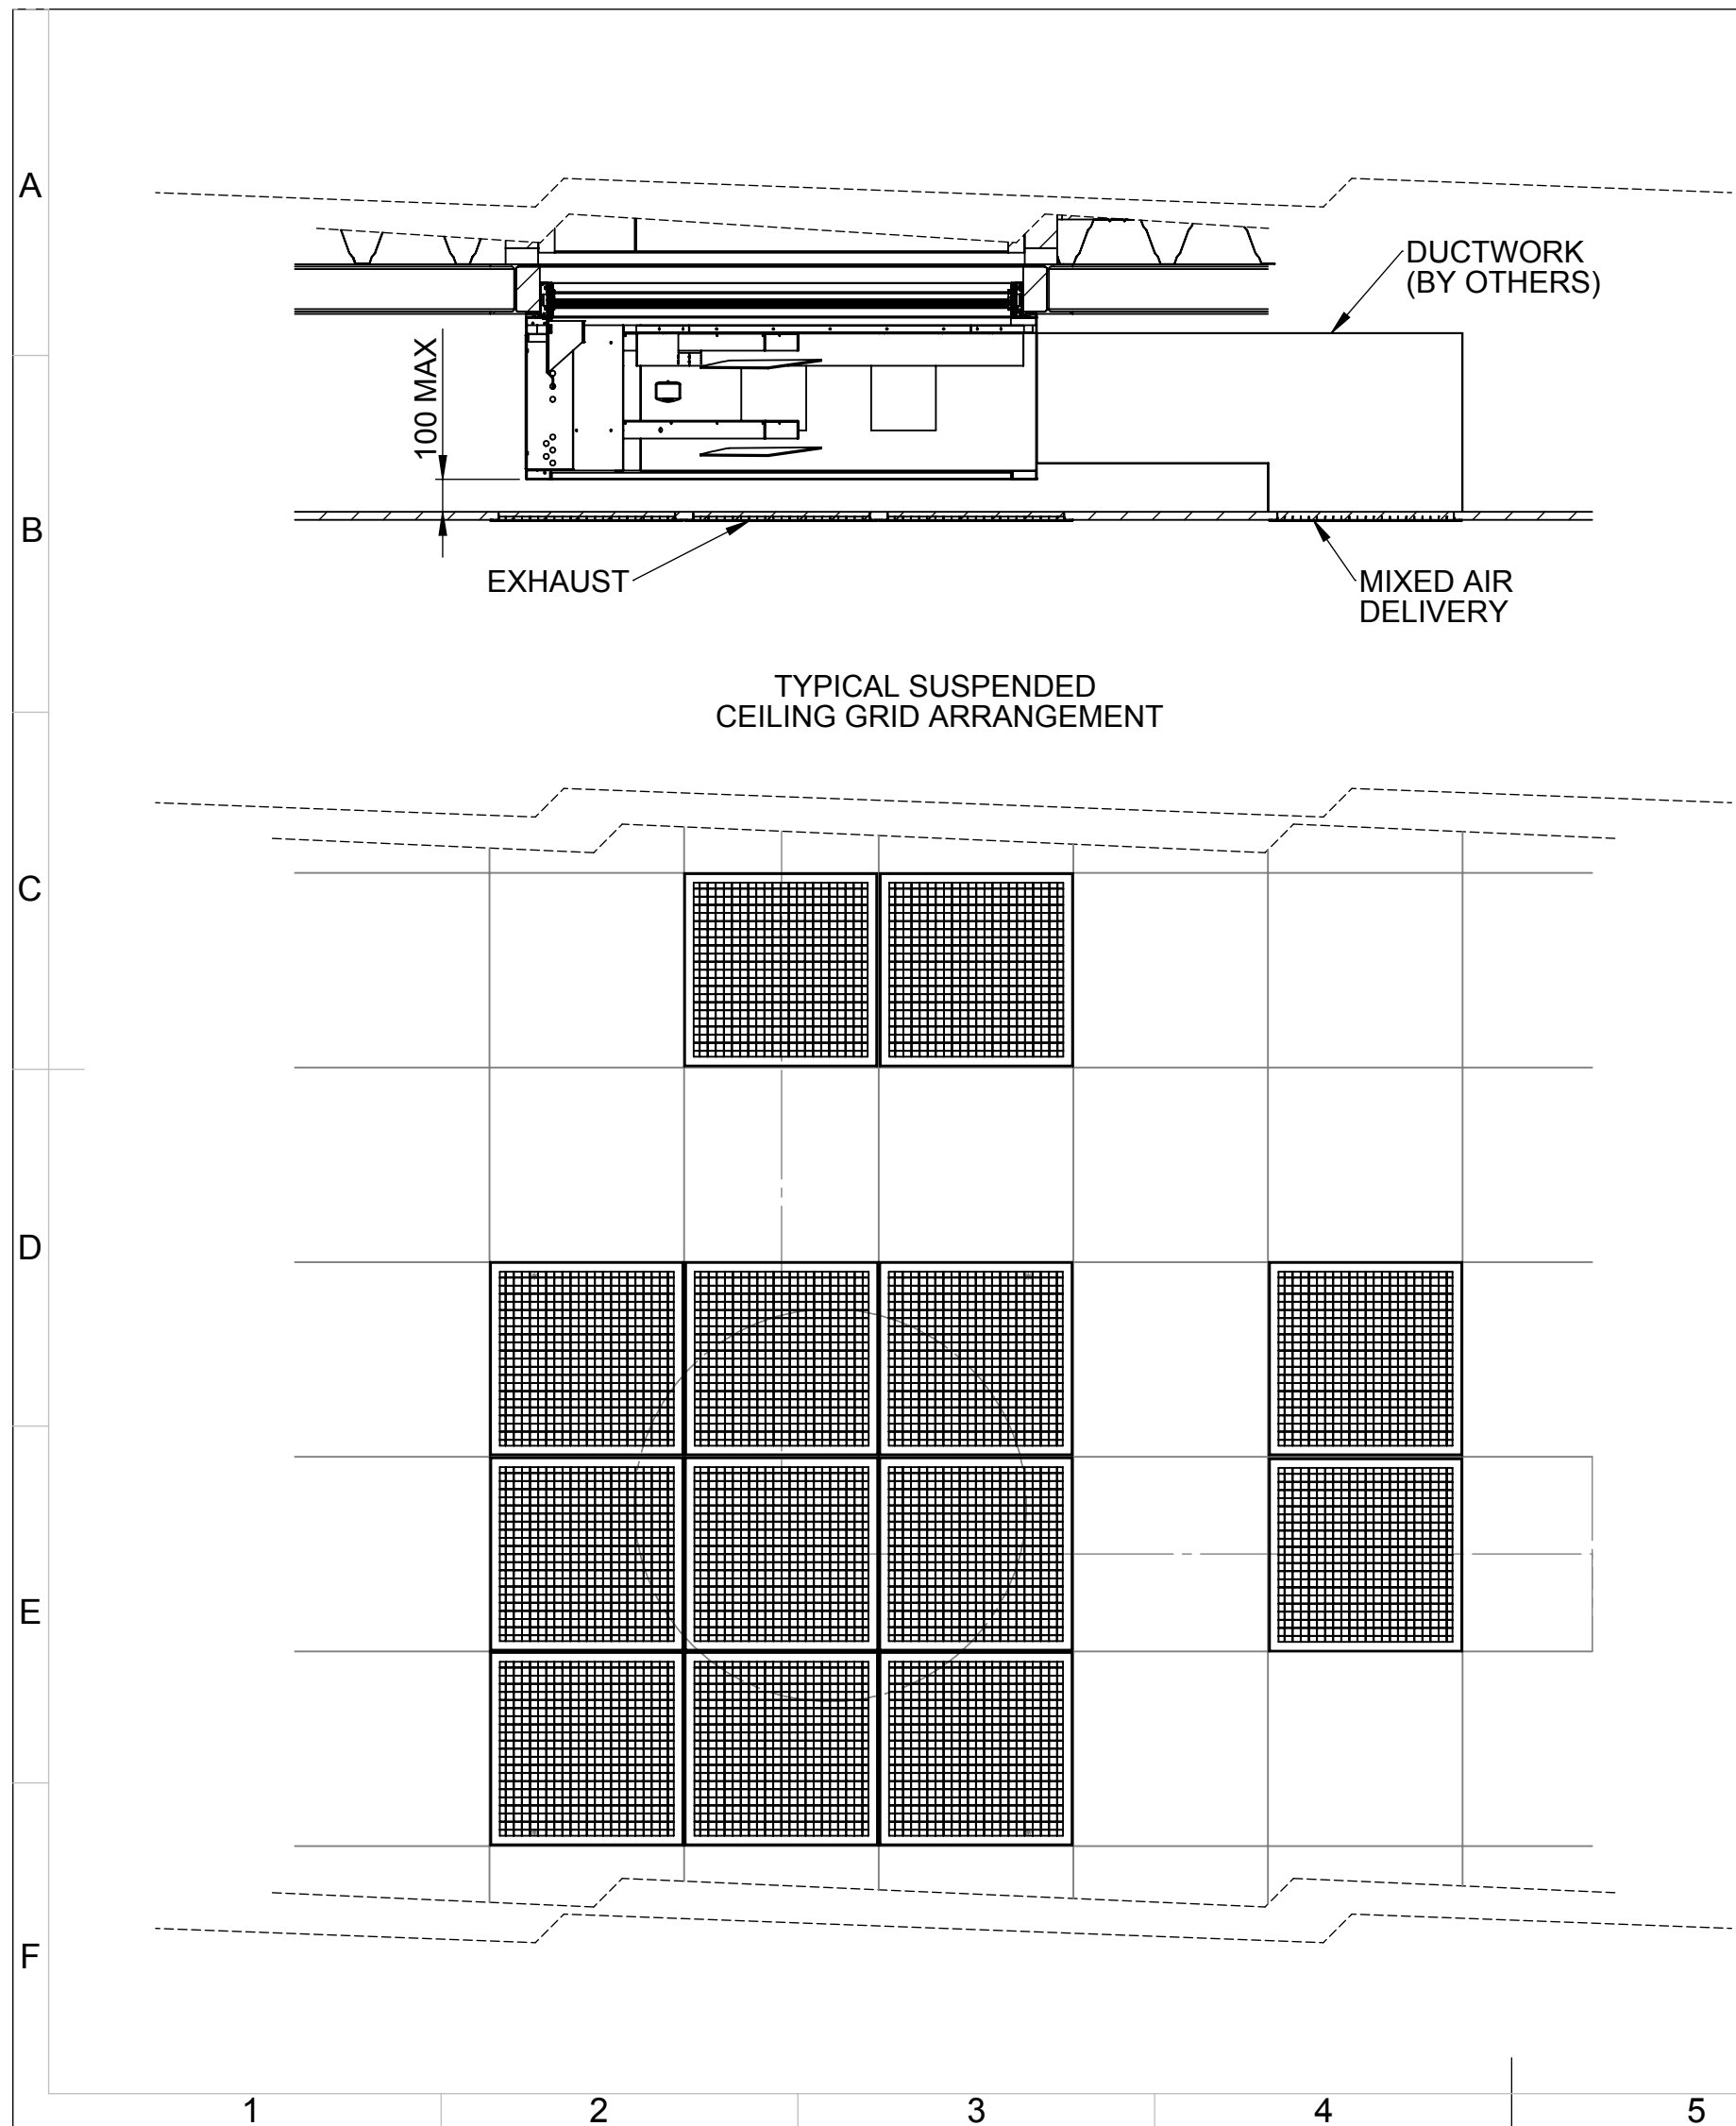 A
DUCTWORK
(BY OTHERS)
100 MAX
B
EXHAUST
MIXED AIR
DELIVERY
TYPICAL SUSPENDED
CEILING GRID ARRANGEMENT
C
D
E
F
1 2 3 4 5